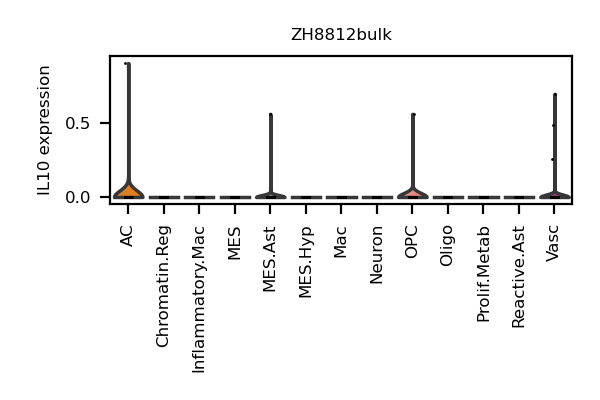 ZH8812bulk
IL10 expression
0.5
0.0
AC
Chromatin.Reg
Inflammatory.Mac
MES
MES.Ast
MES.Hyp
Mac
Neuron
OPC
Oligo
Prolif.Metab
Reactive.Ast
Vasc